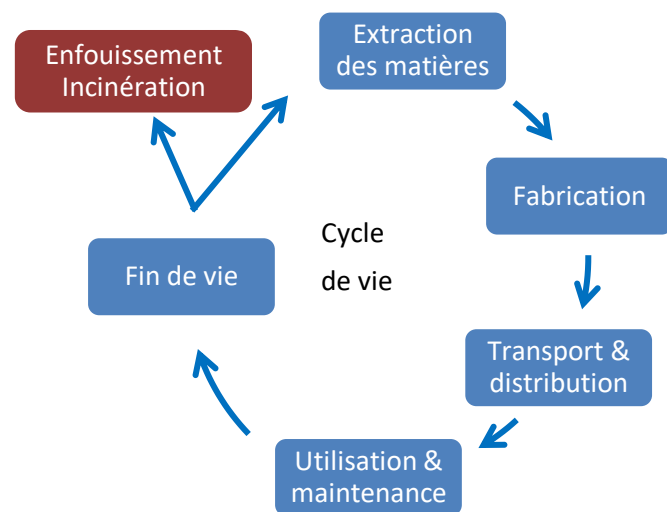 Enfouissement
Incinération
Extraction
des matières
Fabrication
Cycle
de vie
Fin de vie
Transport &
distribution
Utilisation &
maintenance